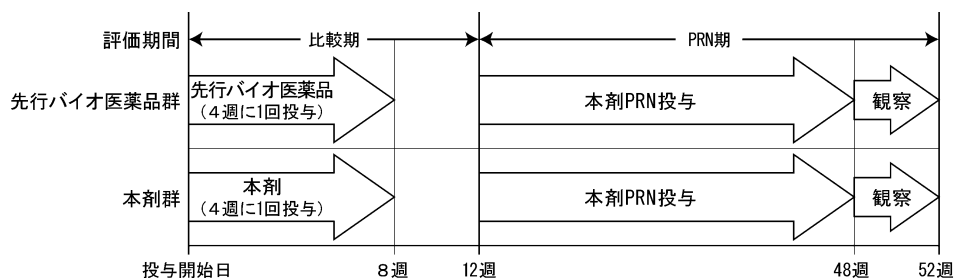 評価期間
比較期
PRN期
先行バイオ医薬品群
先行バイオ医薬品
（４週に1回投与）
本剤PRN投与
観察
本剤群
本剤
（４週に1回投与）
本剤PRN投与
観察
投与開始日
８週
12週
48週
52週